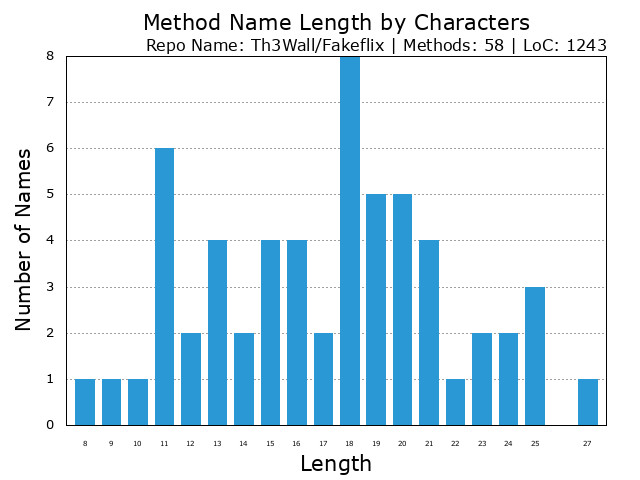 Method Name Length by Characters
Repo Name: Th3Wall/Fakeflix | Methods: 58 | LoC: 1243
Number of Names
8
7
6
5
4
3
2
1
0
8 9 10 11 12 13 14 15 16 17 18 19 20 21 22 23 24 25 27
Length